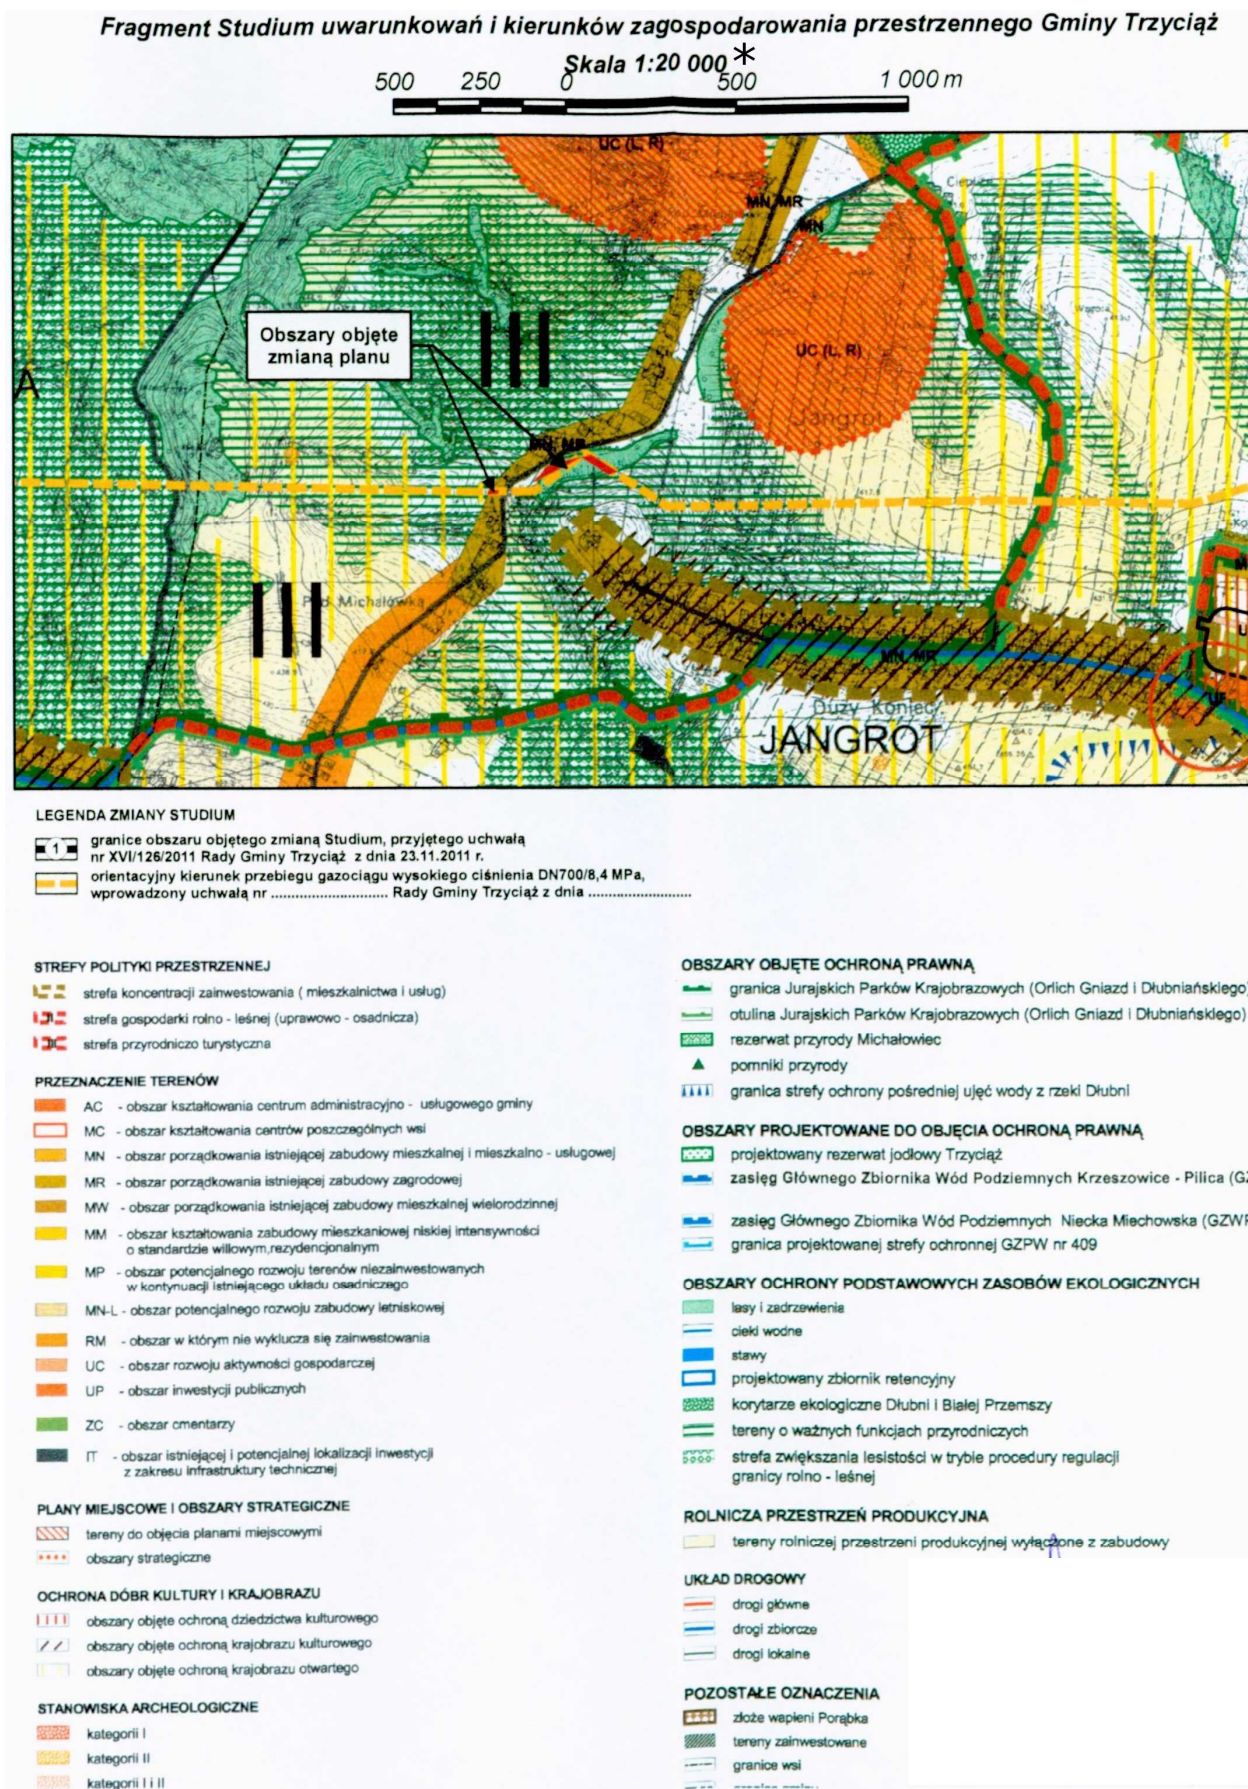 Fragment Studium uwarunkowań i kierunków zagospodarowania przestrzennego Gminy Trzyciąż
Skala 1:20 000 *
500 250 0 500 1 000 m
UC (L, R)
MN, MR
MN
Obszary objęte
zmianą planu
III
UC (L, R)
Jangrot
A
MN, MR
III
Pod Michałówką
MN, MR
UP
Duży Koniec
JANGROT
LEGENDA ZMIANY STUDIUM
1 granice obszaru objętego zmianą Studium, przyjętego uchwałą
nr XVI/126/2011 Rady Gminy Trzyciąż z dnia 23.11.2011 r.
orientacyjny kierunek przebiegu gazociągu wysokiego ciśnienia DN700/8,4 MPa,
wprowadzony uchwałą nr ............................ Rady Gminy Trzyciąż z dnia .........................
STREFY POLITYKI PRZESTRZENNEJ
strefa koncentracji zainwestowania ( mieszkalnictwa i usług)
strefa gospodarki rolno - leśnej (uprawowo - osadnicza)
strefa przyrodniczo turystyczna
PRZEZNACZENIE TERENÓW
AC - obszar kształtowania centrum administracyjno - usługowego gminy
MC - obszar kształtowania centrów poszczególnych wsi
MN - obszar porządkowania istniejącej zabudowy mieszkalnej i mieszkalno - usługowej
MR - obszar porządkowania istniejącej zabudowy zagrodowej
MW - obszar porządkowania istniejącej zabudowy mieszkalnej wielorodzinnej
MM - obszar kształtowania zabudowy mieszkaniowej niskiej intensywności
o standardzie willowym,rezydencjonalnym
MP - obszar potencjalnego rozwoju terenów niezainwestowanych
w kontynuacji istniejącego układu osadniczego
MN-L - obszar potencjalnego rozwoju zabudowy letniskowej
RM - obszar w którym nie wyklucza się zainwestowania
UC - obszar rozwoju aktywności gospodarczej
UP - obszar inwestycji publicznych
ZC - obszar cmentarzy
IT - obszar istniejącej i potencjalnej lokalizacji inwestycji
z zakresu infrastruktury technicznej
PLANY MIEJSCOWE I OBSZARY STRATEGICZNE
tereny do objęcia planami miejscowymi
obszary strategiczne
OCHRONA DÓBR KULTURY I KRAJOBRAZU
obszary objęte ochroną dziedzictwa kulturowego
obszary objęte ochroną krajobrazu kulturowego
obszary objęte ochroną krajobrazu otwartego
STANOWISKA ARCHEOLOGICZNE
kategorii I
kategorii II
kategorii I i II
OBSZARY OBJĘTE OCHRONĄ PRAWNĄ
granica Jurajskich Parków Krajobrazowych (Orlich Gniazd i Dłubniańskiego)
otulina Jurajskich Parków Krajobrazowych (Orlich Gniazd i Dłubniańskiego)
rezerwat przyrody Michałowiec
pomniki przyrody
granica strefy ochrony pośredniej ujęć wody z rzeki Dłubni
OBSZARY PROJEKTOWANE DO OBJĘCIA OCHRONĄ PRAWNĄ
projektowany rezerwat jodłowy Trzyciąż
zasięg Głównego Zbiornika Wód Podziemnych Krzeszowice - Pilica (GZ
zasięg Głównego Zbiornika Wód Podziemnych Niecka Miechowska (GZWP
granica projektowanej strefy ochronnej GZPW nr 409
OBSZARY OCHRONY PODSTAWOWYCH ZASOBÓW EKOLOGICZNYCH
lasy i zadrzewienia
cieki wodne
stawy
projektowany zbiornik retencyjny
korytarze ekologiczne Dłubni i Białej Przemszy
tereny o ważnych funkcjach przyrodniczych
strefa zwiększania lesistości w trybie procedury regulacji
granicy rolno - leśnej
ROLNICZA PRZESTRZEŃ PRODUKCYJNA
tereny rolniczej przestrzeni produkcyjnej wyłączone z zabudowy
UKŁAD DROGOWY
drogi główne
drogi zbiorcze
drogi lokalne
POZOSTAŁE OZNACZENIA
złoże wapieni Porąbka
tereny zainwestowane
granice wsi